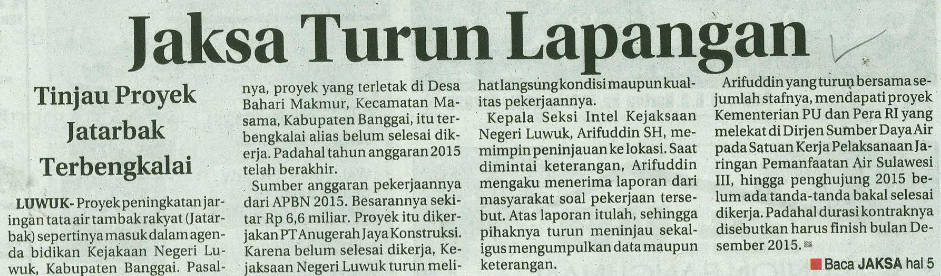 Jaksa Turun Lapangan
Tinjau Proyek
Jatarbak
Terbengkalai
LUWUK- Proyek peningkatan jar-
ingan tata air tambak rakyat (Jatar-
bak) sepertinya masuk dalam agen-
da bidikan Kejakaan Negeri Lu-
wuk, Kabupaten Banggai. Pasal-
nya, proyek yang terletak di Desa
Bahari Makmur, Kecamatan Ma-
sama, Kabupaten Banggai, itu ter-
bengkalai alias belum selesai dik-
erja. Padahal tahun anggaran 2015
telah berakhir.
Sumber anggaran pekerjaannya
dari APBN 2015. Besarannya seki-
tar Rp 6,6 miliar. Proyek itu diker-
jakan PT Anugerah Jaya Konstruksi.
Karena belum selesai dikerja, Ke-
jaksaan Negeri Luwuk turun meli-
hat langsung kondisi maupun kual-
itas pekerjaannya.
Kepala Seksi Intel Kejaksaan
Negeri Luwuk, Arifuddin SH, me-
mimpin peninjauan ke lokasi. Saat
dimintai keterangan, Arifuddin
mengaku menerima laporan dari
masyarakat soal pekerjaan terse-
but. Atas laporan itulah, sehingga
pihaknya turun meninjau sekal-
igus mengumpulkan data maupun
keterangan.
Arifuddin yang turun bersama se-
jumlah stafnya, mendapati proyek
Kementerian PU dan Pera RI yang
melekat di Dirjen Sumber Daya Air
pada Satuan Kerja Pelaksanaan Ja-
ringan Pemanfaatan Air Sulawesi
III, hingga penghujung 2015 be-
lum ada tanda-tanda bakal selesai
dikerja. Padahal durasi kontraknya
disebutkan harus finish bulan De-
sember 2015.
Baca JAKSA hal 5